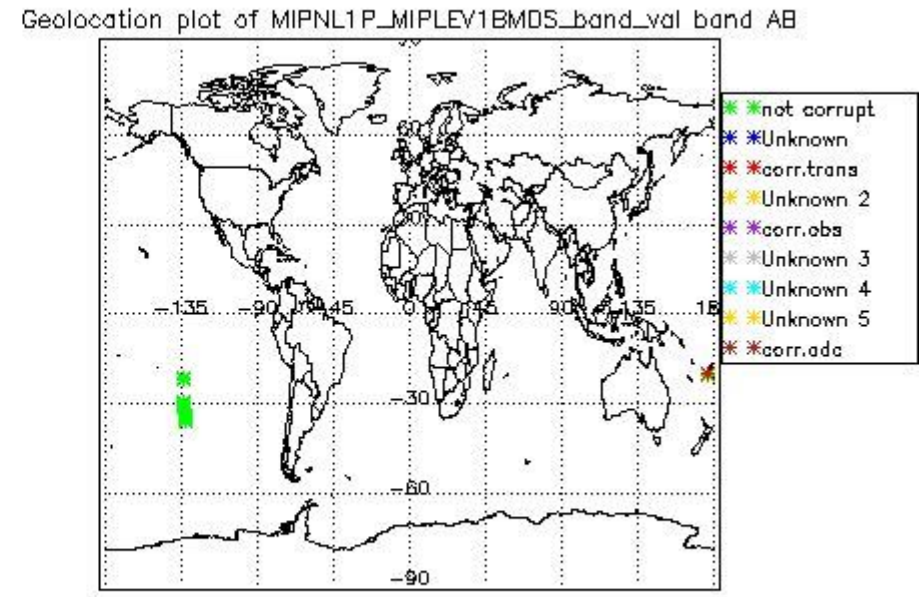 Geolocation plot of MIPNL1P_MIPLEV1BMDS_band_val band AB
not corrupt
Unknown
corr.trans
Unknown 2
corr.obs
Unknown 3
Unknown 4
Unknown 5
corr.adc
60
-135 -90 45 0 45 90 135
-30
-60
-90